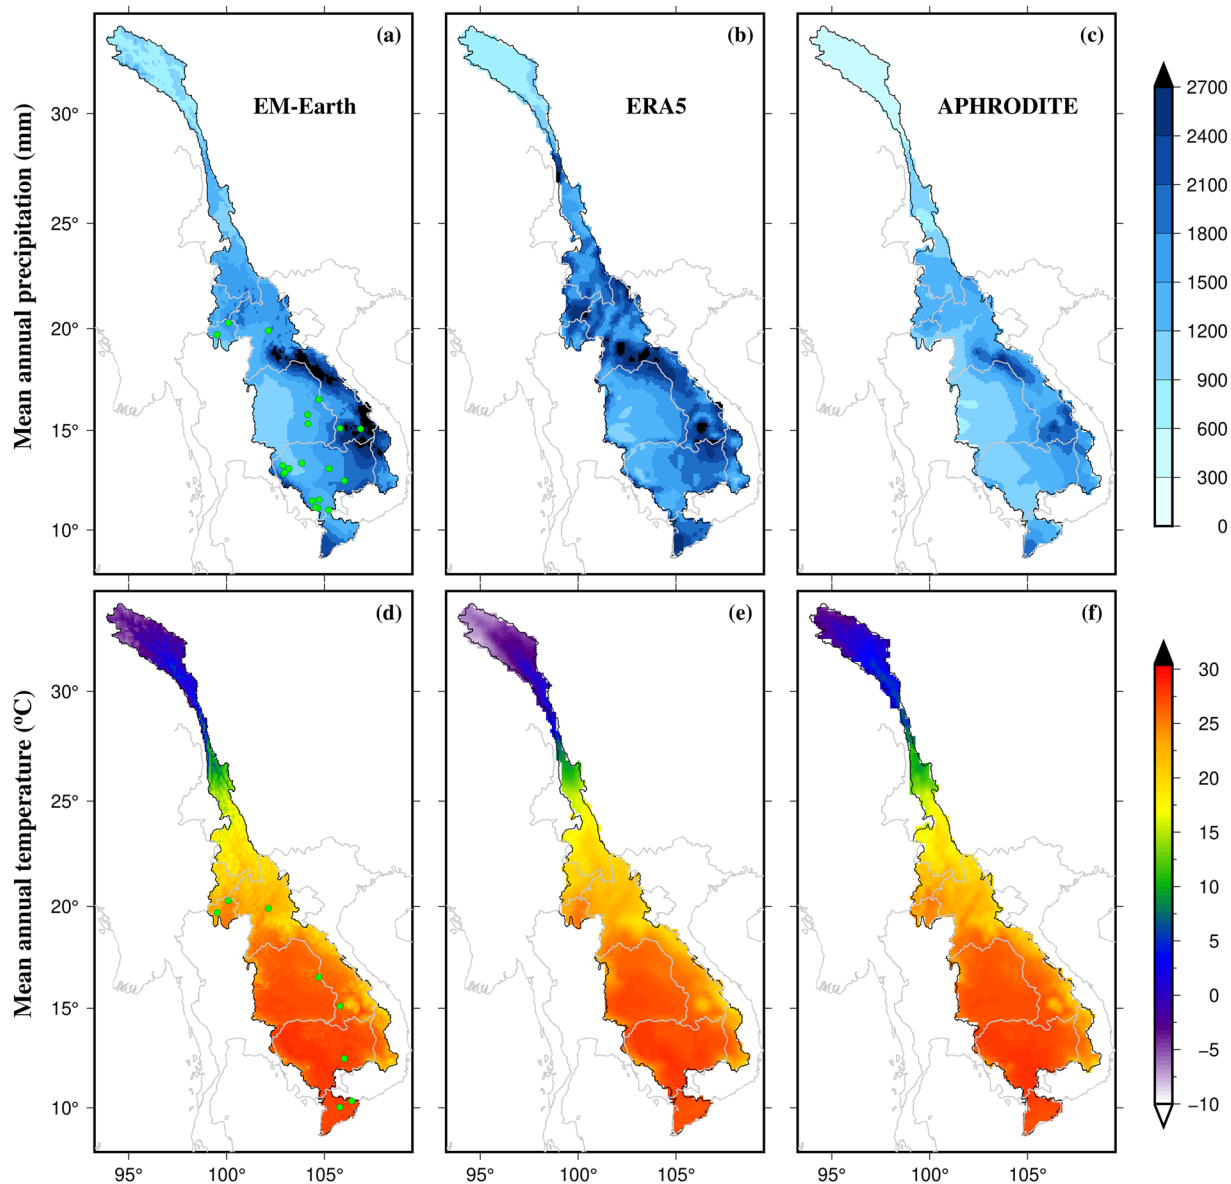 (a)
(b)
(c)
EM-Earth
ERA5
APHRODITE
Mean annual precipitation (mm)
30°
25°
20°
15°
10°
2700
2400
2100
1800
1500
1200
900
600
300
0
(d)
(e)
(f)
Mean annual temperature (°C)
30°
25°
20°
15°
10°
30
25
20
15
10
5
0
−5
−10
95° 100° 105°
95° 100° 105°
95° 100° 105°